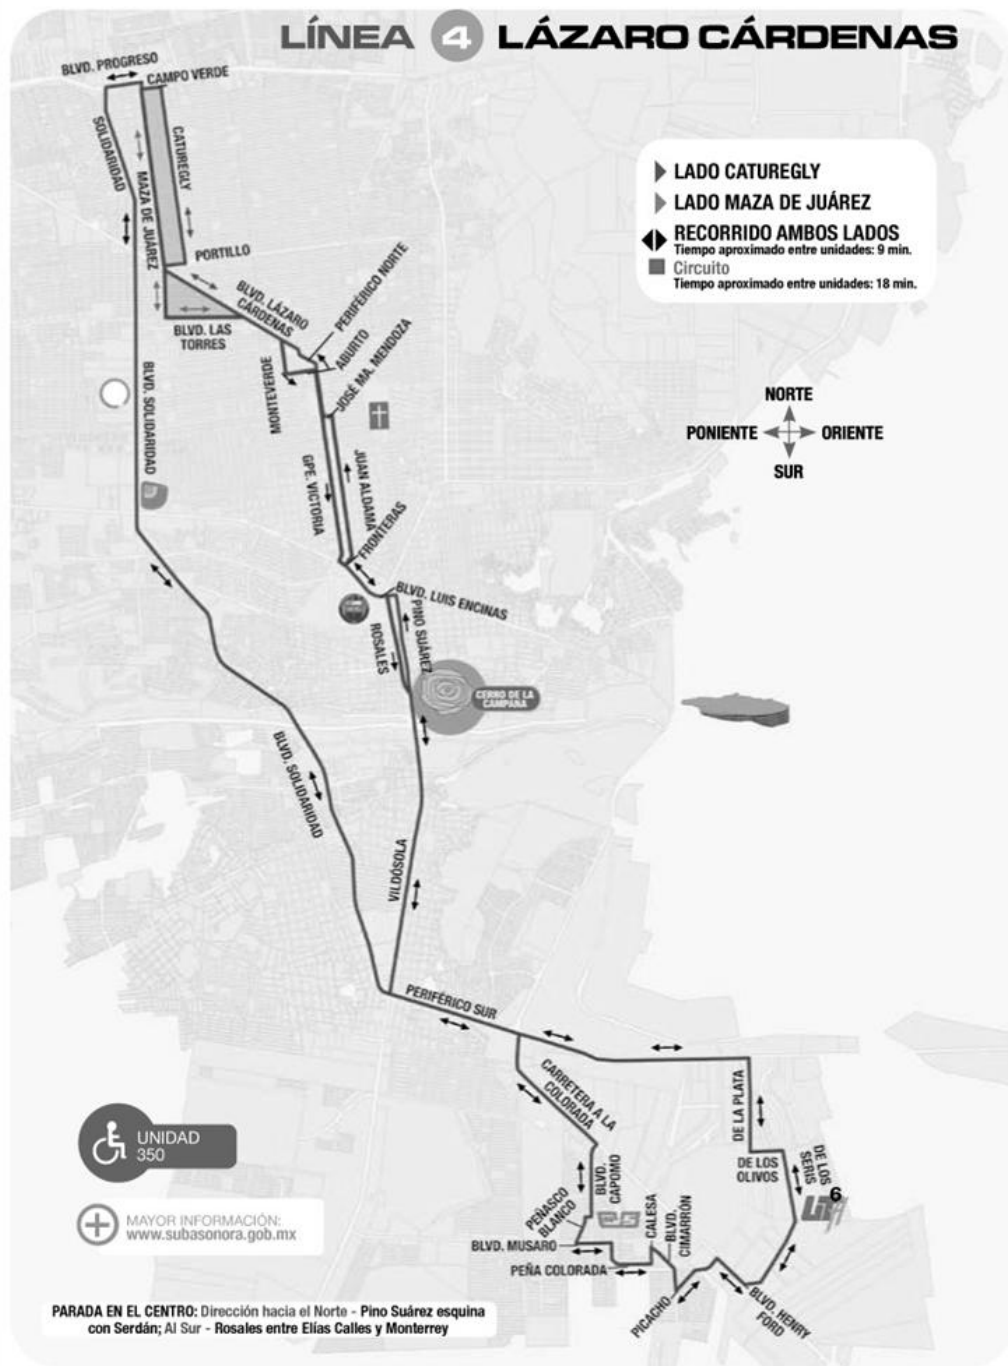 LÍNEA 4 LÁZARO CÁRDENAS
BLVD. PROGRESO
CAMPO VERDE
SOLIDARIDAD
CATUREGLY
MAZA DE JUÁREZ
PORTILLO
LADO CATUREGLY
LADO MAZA DE JUÁREZ
RECORRIDO AMBOS LADOS
Tiempo aproximado entre unidades: 9 min.
Circuito
Tiempo aproximado entre unidades: 18 min.
BLVD. LÁZARO
CÁRDENAS
PERIFÉRICO NORTE
BLVD. LAS
TORRES
ABURTO
JOSÉ MA. MENDOZA
MONTEVERDE
BLVD. SOLIDARIDAD
NORTE
PONIENTE
ORIENTE
SUR
GPE. VICTORIA
JUAN ALDAMA
FRONTERAS
BLVD. LUIS ENCINAS
PINO SUÁREZ
ROSALES
CERRO DE LA
CAMPANA
BLVD. SOLIDARIDAD
VILDÓSOLA
PERIFÉRICO SUR
CARRETERA A LA
COLORADA
DE LA PLATA
DE LOS
OLIVOS
DE LOS
SERIS
6
UT
UNIDAD
350
BLVD.
CAPOMO
PEÑASCO
BLANCO
CALESA
BLVD.
CIMARRÓN
BLVD. MUSARO
PEÑA COLORADA
PICACHO
BLVD. HENRY
FORD
MAYOR INFORMACIÓN:
www.subasonora.gob.mx
PARADA EN EL CENTRO: Dirección hacia el Norte - Pino Suárez esquina
con Serdán; Al Sur - Rosales entre Elías Calles y Monterrey